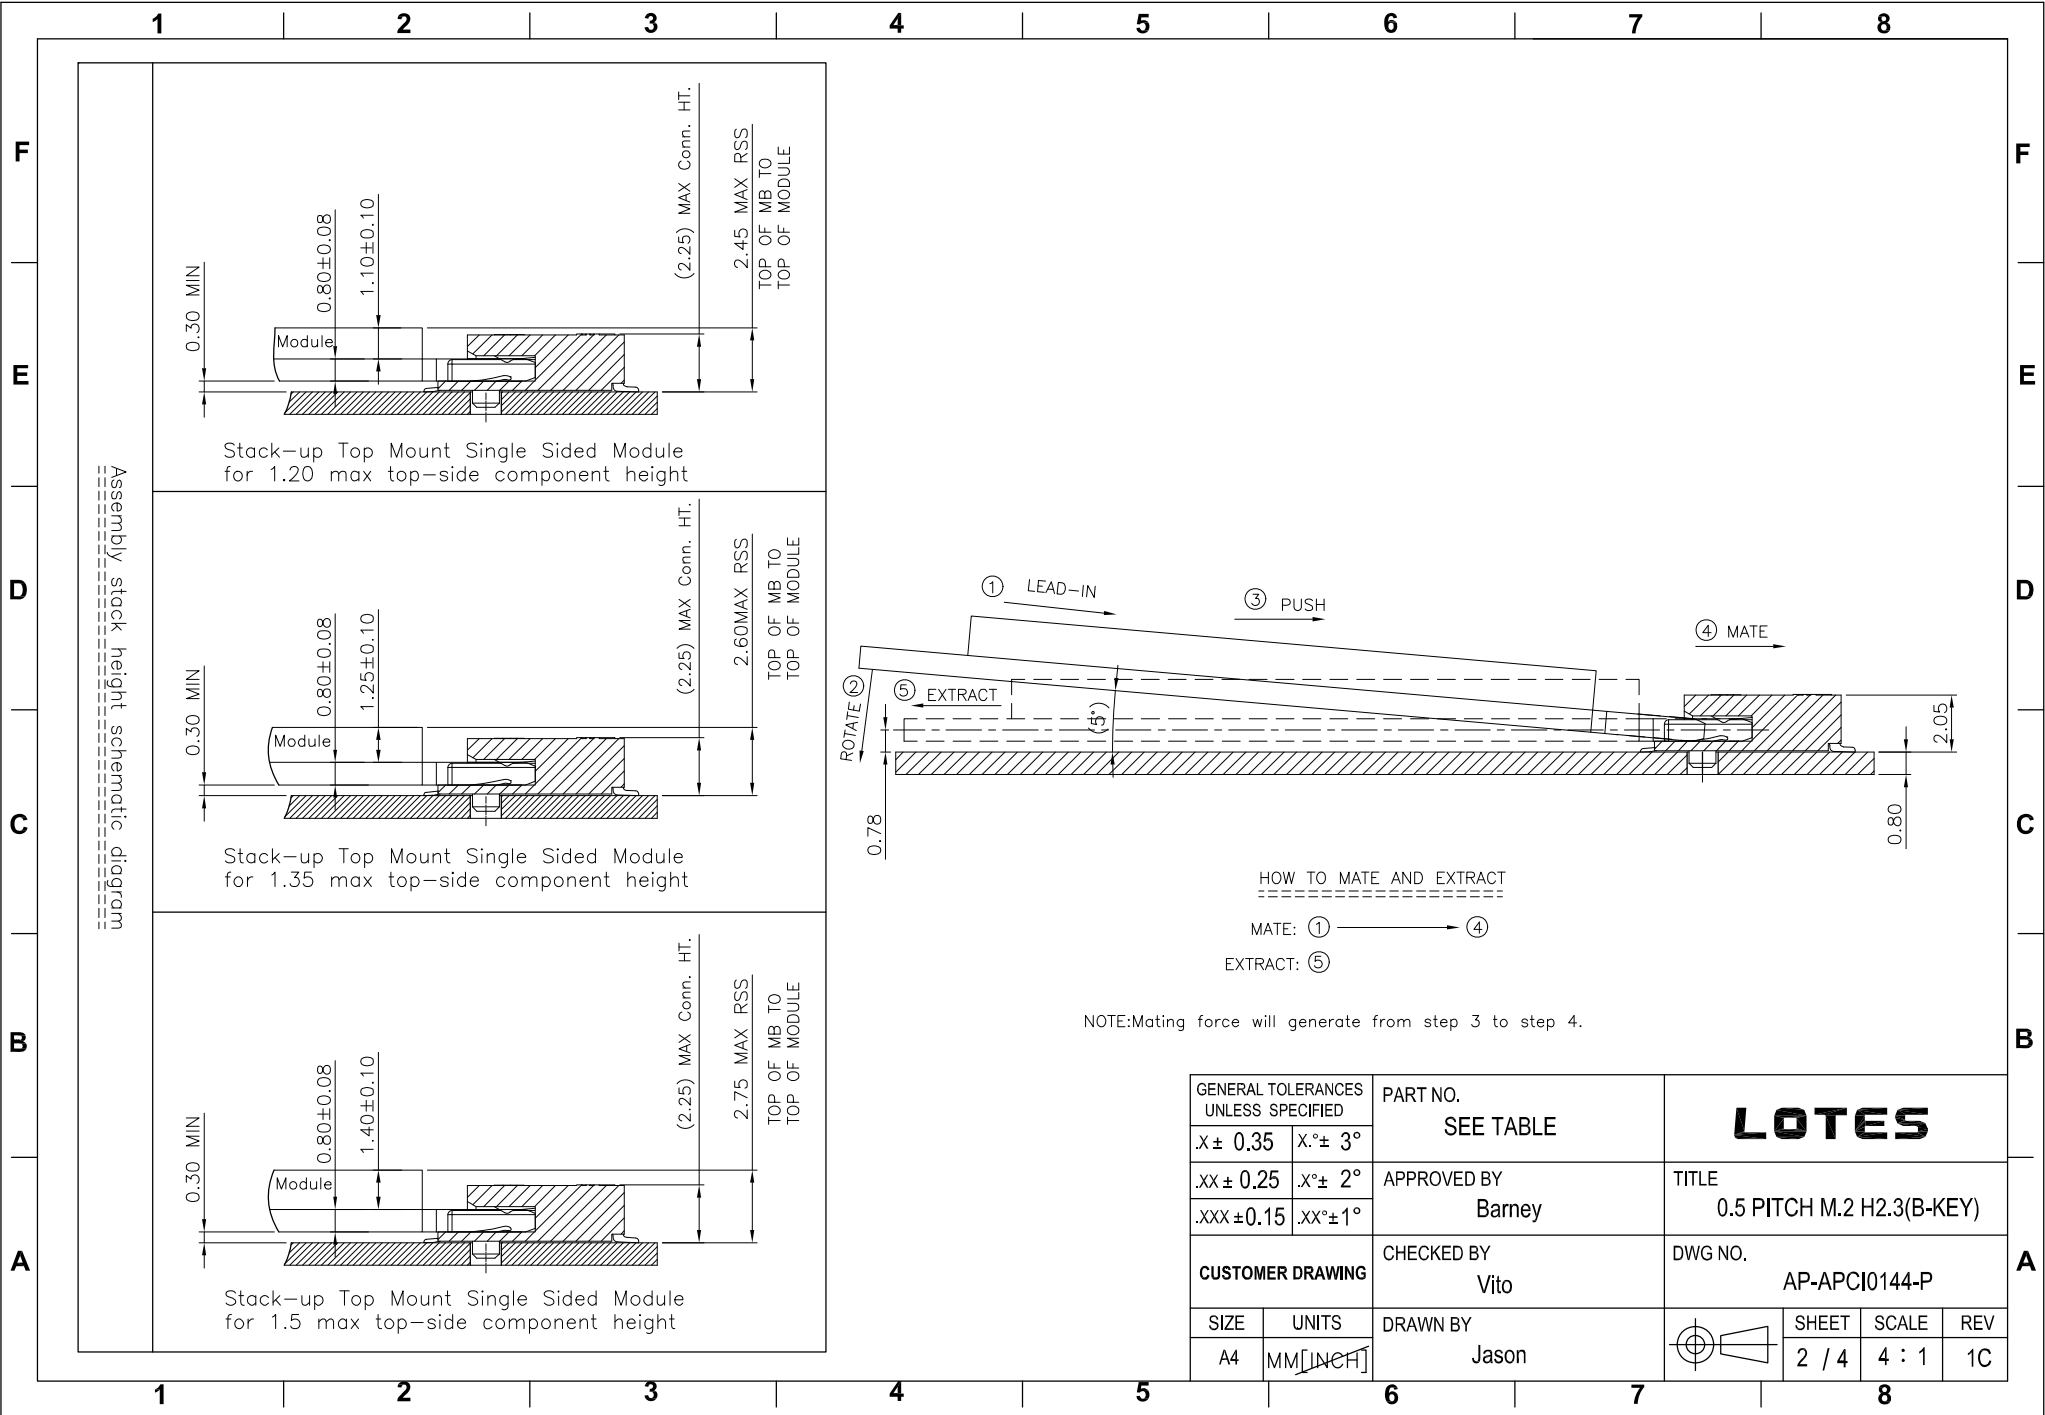 1 2 3 4 5 6 7 8
F
E
D
C
B
A
Assembly stack height schematic diagram
0.30 MIN
0.80±0.08
1.10±0.10
(2.25) MAX Conn. HT.
2.45 MAX RSS
TOP OF MB TO
TOP OF MODULE
Module
Stack-up Top Mount Single Sided Module
for 1.20 max top-side component height
0.30 MIN
0.80±0.08
1.25±0.10
(2.25) MAX Conn. HT.
2.60MAX RSS
TOP OF MB TO
TOP OF MODULE
Module
Stack-up Top Mount Single Sided Module
for 1.35 max top-side component height
0.30 MIN
0.80±0.08
1.40±0.10
(2.25) MAX Conn. HT.
2.75 MAX RSS
TOP OF MB TO
TOP OF MODULE
Module
Stack-up Top Mount Single Sided Module
for 1.5 max top-side component height
① LEAD-IN
③ PUSH
④ MATE
② ROTATE
⑤ EXTRACT
(5°)
0.78
2.05
0.80
HOW TO MATE AND EXTRACT
MATE: ① ④
EXTRACT: ⑤
NOTE:Mating force will generate from step 3 to step 4.
GENERAL TOLERANCES
UNLESS SPECIFIED
.X ± 0.35 X.°± 3°
.XX ± 0.25 .X°± 2°
.XXX ±0.15 .XX°±1°
CUSTOMER DRAWING
SIZE UNITS
A4 MM[INCH]
PART NO.
SEE TABLE
APPROVED BY
Barney
CHECKED BY
Vito
DRAWN BY
Jason
LOTES
TITLE
0.5 PITCH M.2 H2.3(B-KEY)
DWG NO.
AP-APCI0144-P
SHEET SCALE REV
2 / 4 4 : 1 1C
F
E
D
C
B
A
1 2 3 4 5 6 7 8